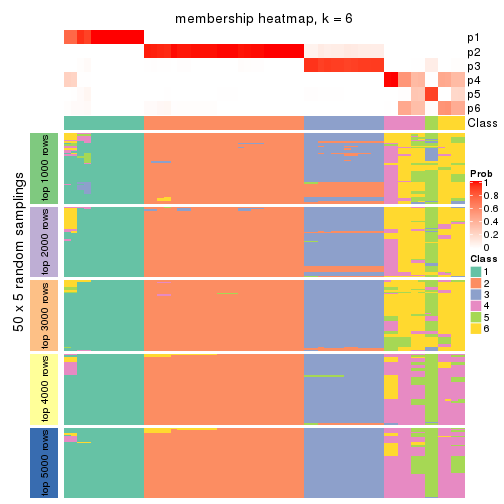 membership heatmap, k = 6
p1
p2
p3
p4
p5
p6
Class
50 x 5 random samplings
top 1000 rows
top 2000 rows
top 3000 rows
top 4000 rows
top 5000 rows
Prob
1
0.8
0.6
0.4
0.2
0
Class
1
2
3
4
5
6